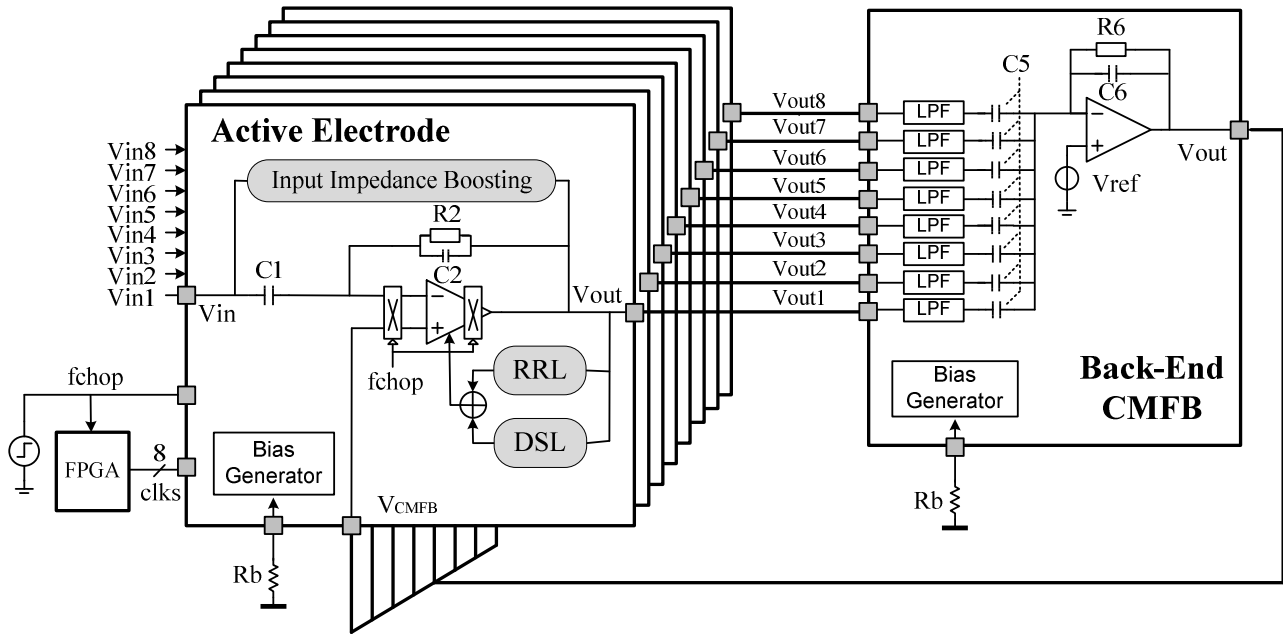 Active Electrode
Vin8
Vin7
Vin6
Vin5
Vin4
Vin3
Vin2
Vin1
Input Impedance Boosting
R2
C2
C1
Vin
Vout
−
+
fchop
RRL
DSL
fchop
FPGA
8
clks
Bias
Generator
VCMFB
Rb
Vout8
Vout7
Vout6
Vout5
Vout4
Vout3
Vout2
Vout1
LPF
LPF
LPF
LPF
LPF
LPF
LPF
LPF
C5
R6
C6
−
+
Vref
Vout
Bias
Generator
Back-End
CMFB
Rb